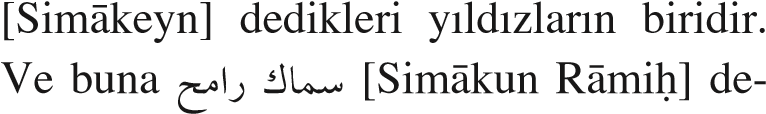 [Simākeyn] dedikleri yıldızların biridir.
Ve buna سماك رامح [Simākun Rāmiḥ] de-